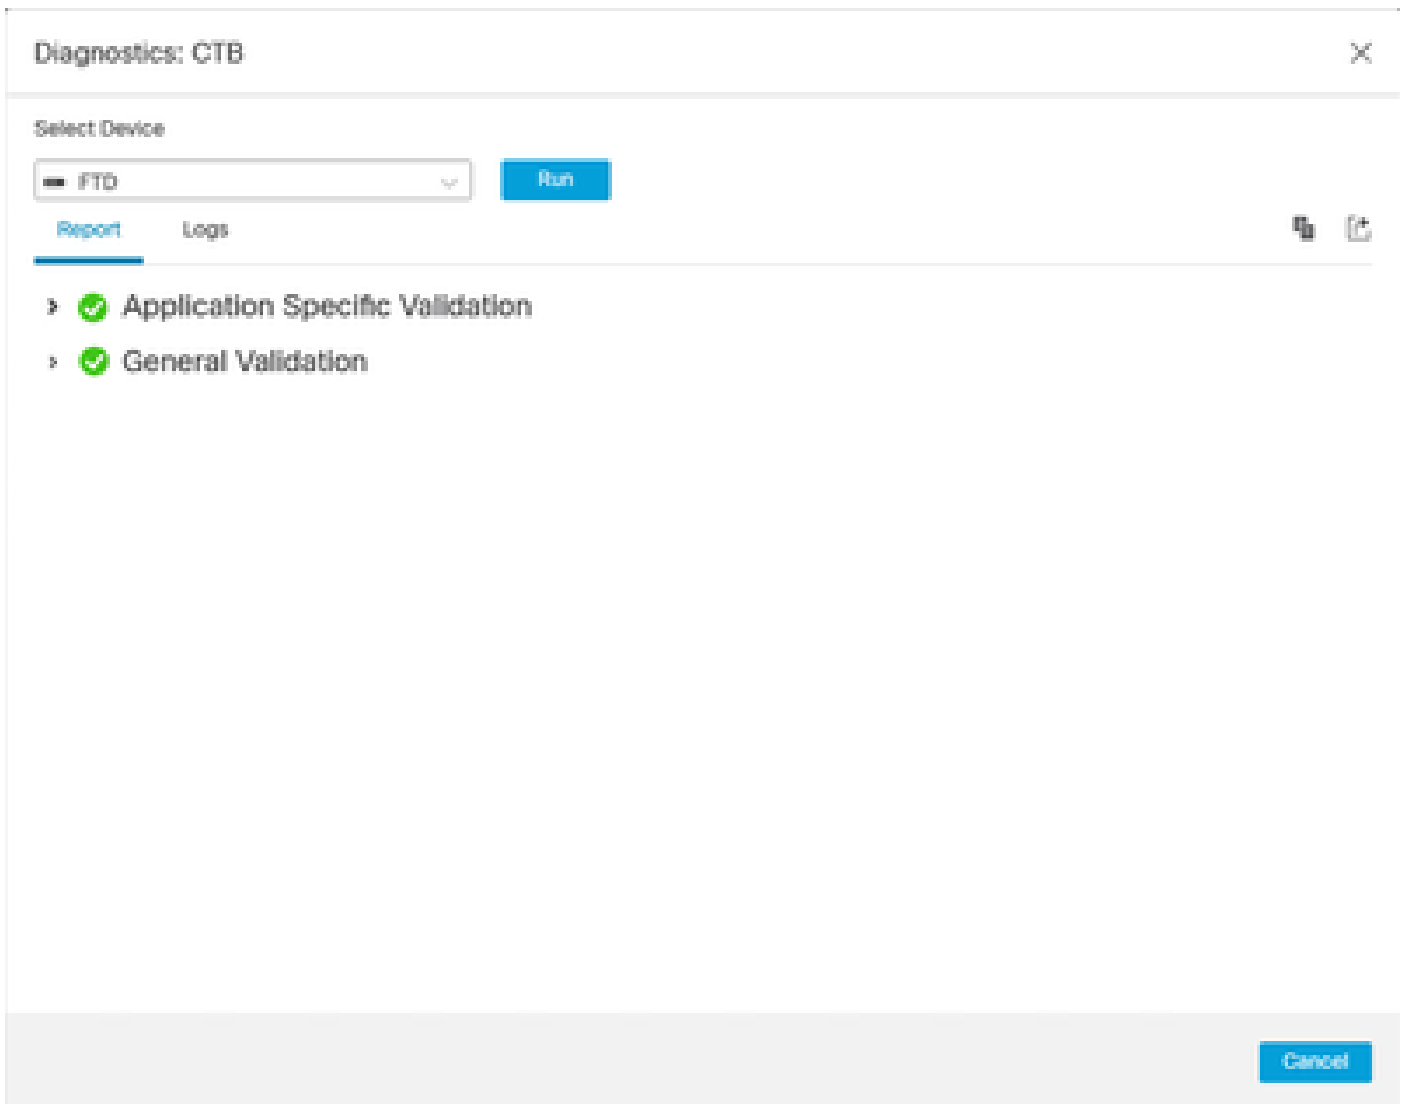 Diagnostics: CTB
Select Device
FTD
Run
Report
Logs
Application Specific Validation
General Validation
Cancel